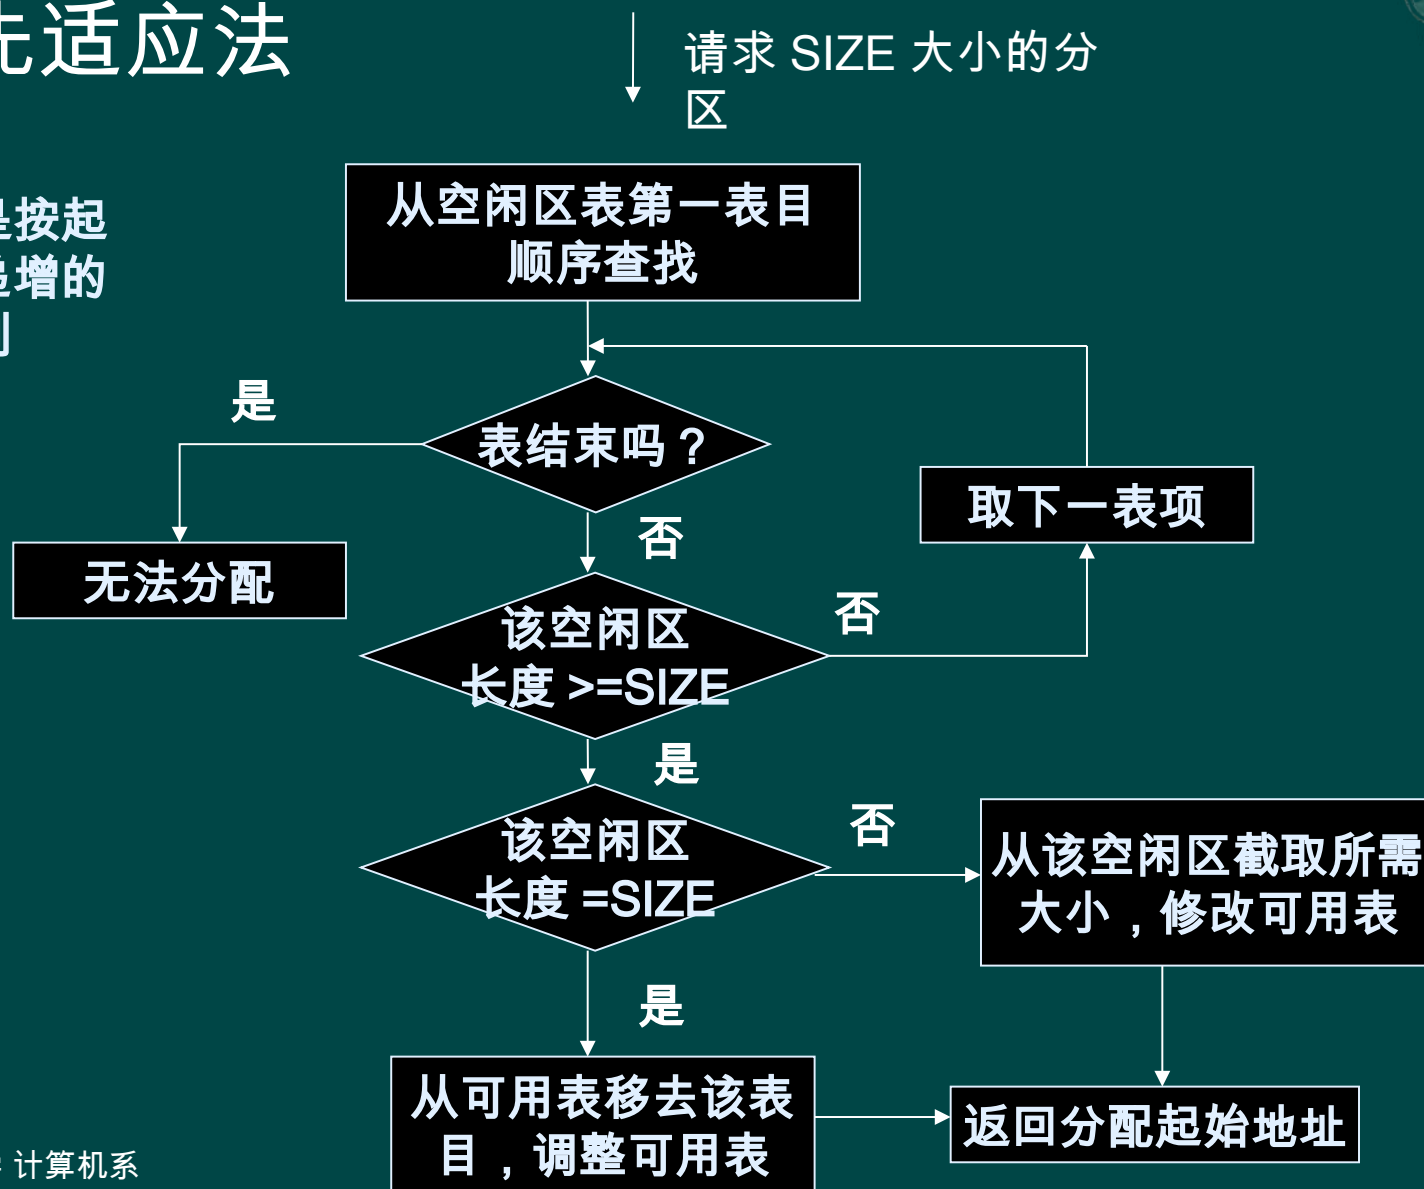 先适应法
请求 SIZE 大小的分
区
从空闲区表第一表目
顺序查找
是按起
递增的
是
表结束吗？
取下一表项
否
无法分配
该空闲区
长度 >=SIZE
否
是
该空闲区
长度 =SIZE
否
从该空闲区截取所需
大小，修改可用表
是
从可用表移去该表
目，调整可用表
返回分配起始地址
计算机系